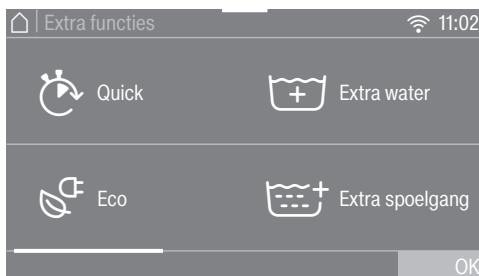 Extra functies
11:02
Quick
Extra water
Eco
Extra spoelgang
OK